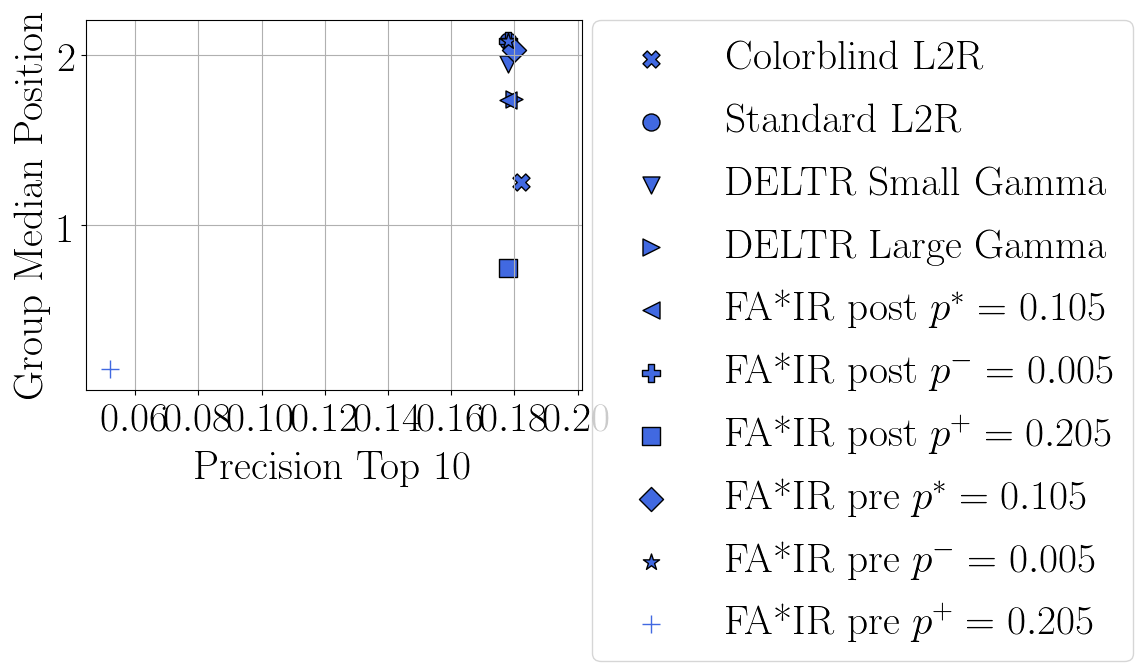 Group Median Position
2
1
0.06 0.08 0.10 0.12 0.14 0.16 0.18 0.20
Precision Top 10
Colorblind L2R
Standard L2R
DELTR Small Gamma
DELTR Large Gamma
FA*IR post p* = 0.105
FA*IR post p⁻ = 0.005
FA*IR post p⁺ = 0.205
FA*IR pre p* = 0.105
FA*IR pre p⁻ = 0.005
FA*IR pre p⁺ = 0.205